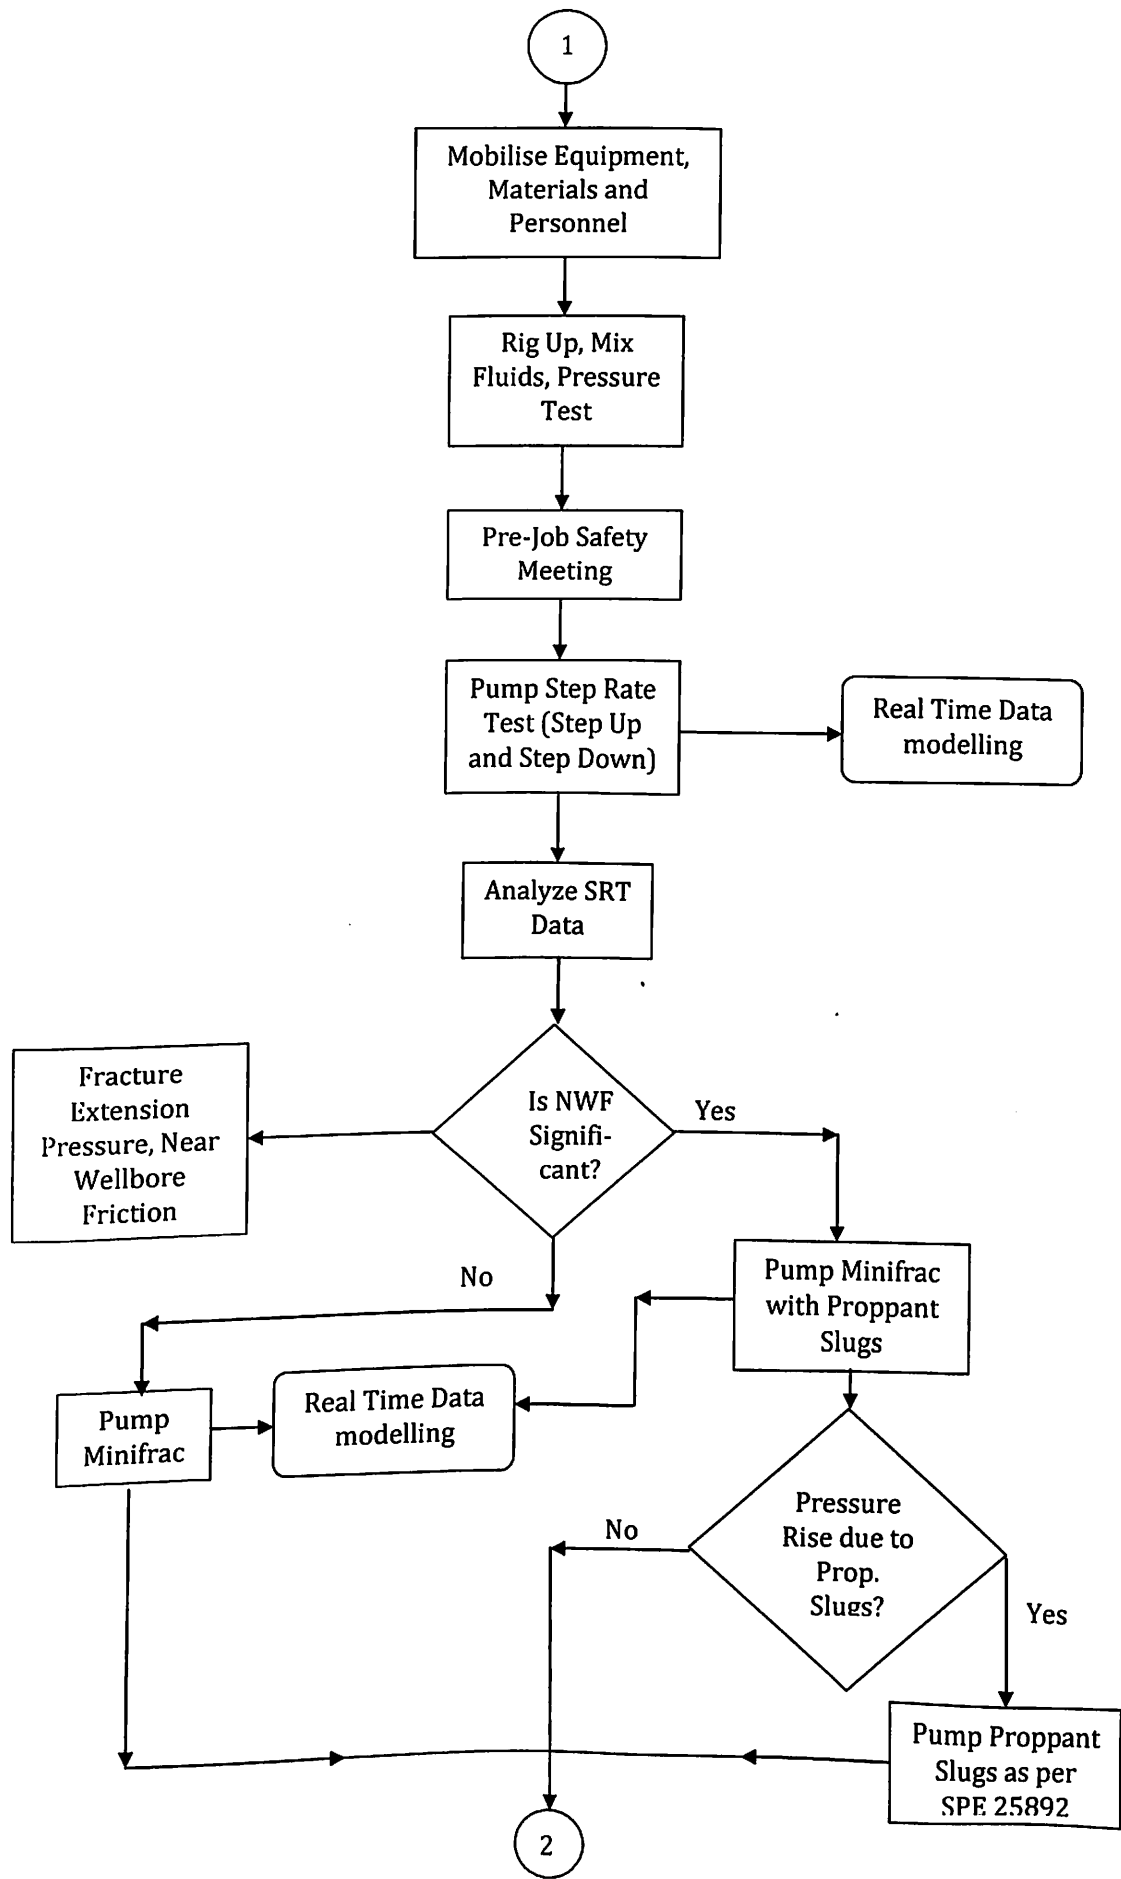 1
Mobilise Equipment,
Materials and
Personnel
Rig Up, Mix
Fluids, Pressure
Test
Pre-Job Safety
Meeting
Pump Step Rate
Test (Step Up
and Step Down)
Real Time Data
modelling
Analyze SRT
Data
Fracture
Extension
Pressure, Near
Wellbore
Friction
Is NWF
Signifi-
cant?
Yes
No
Pump Minifrac
with Proppant
Slugs
Pump
Minifrac
Real Time Data
modelling
Pressure
Rise due to
Prop.
Slugs?
No
Yes
Pump Proppant
Slugs as per
SPE 25892
2